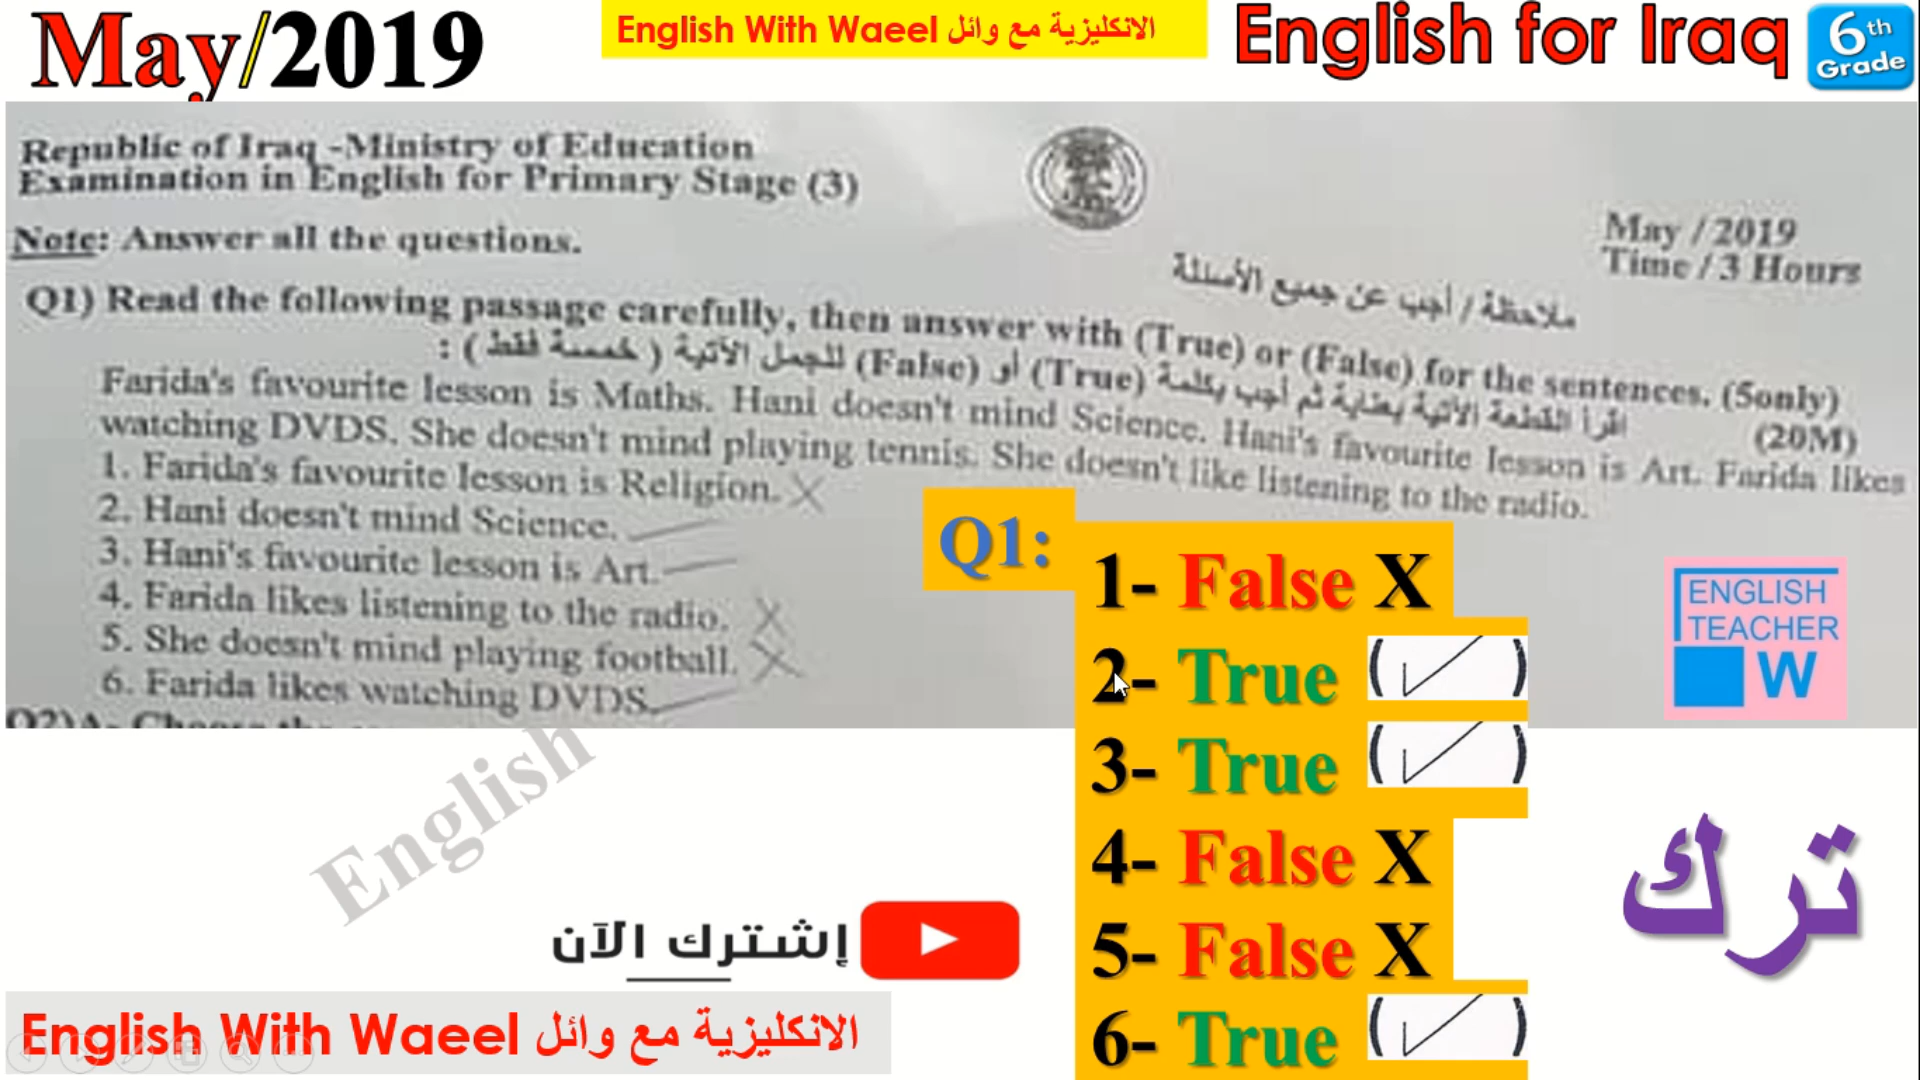 May/2019
English With Waeel الانكليزية مع وائل
English for Iraq
6th
Grade
Republic of Iraq -Ministry of Education
Examination in English for Primary Stage (3)
May / 2019
Time / 3 Hours
Note: Answer all the questions.
ملاحظة / أجب عن جميع الأسئلة
Q1) Read the following passage carefully, then answer with (True) or (False) for the sentences. (5only)
اقرأ القطعة الآتية بعناية ثم أجب بكلمة (True) أو (False) للجمل الآتية ( خمسة فقط ) :
(20M)
Farida's favourite lesson is Maths. Hani doesn't mind Science. Hani's favourite lesson is Art. Farida likes
watching DVDS. She doesn't mind playing tennis. She doesn't like listening to the radio.
1. Farida's favourite lesson is Religion. X
2. Hani doesn't mind Science.
3. Hani's favourite lesson is Art.
4. Farida likes listening to the radio. X
5. She doesn't mind playing football. X
6. Farida likes watching DVDS.
Q2)A- Choose the
Q1:
1- False X
2- True (✓)
3- True (✓)
4- False X
5- False X
6- True (✓)
ENGLISH
TEACHER
W
English
ترك
إشترك الآن
English With Waeel الانكليزية مع وائل